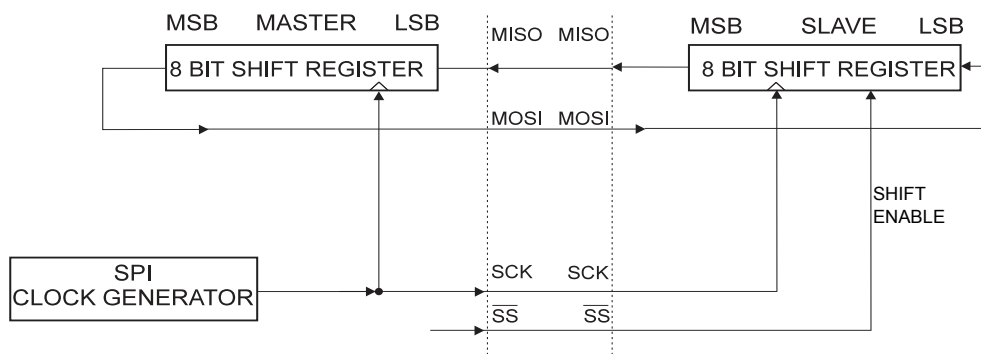 MSB MASTER LSB
MISO MISO
MSB SLAVE LSB
8 BIT SHIFT REGISTER
8 BIT SHIFT REGISTER
MOSI MOSI
SHIFT
ENABLE
SPI
CLOCK GENERATOR
SCK SCK
SS SS